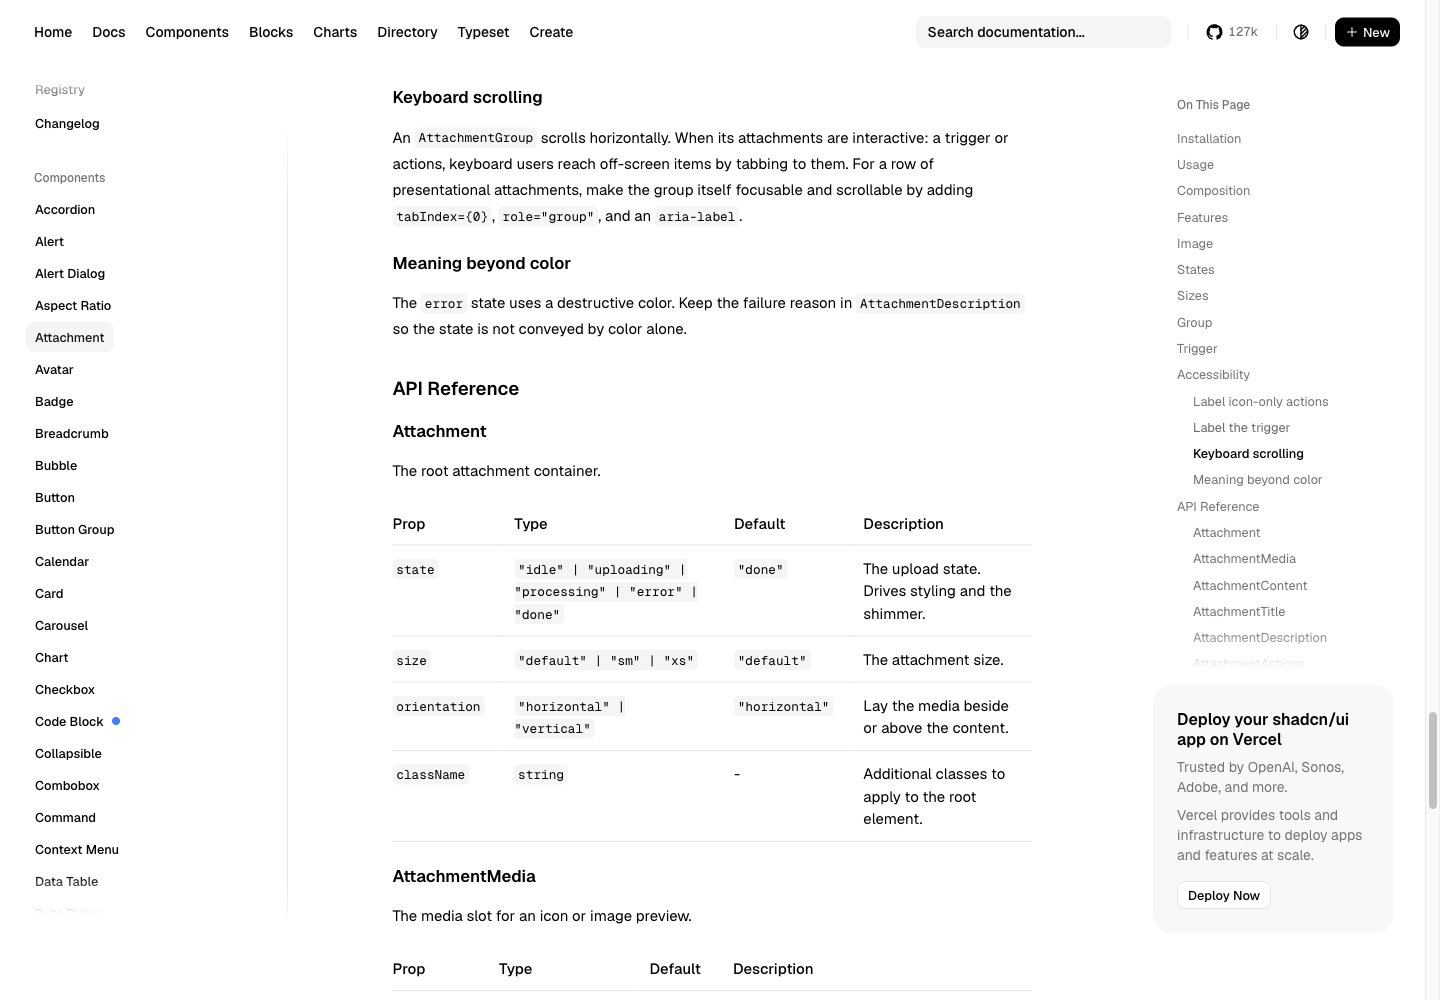 Home Docs Components Blocks Charts Directory Typeset Create
Search documentation...
127k
New
Registry
Changelog
Components
Accordion
Alert
Alert Dialog
Aspect Ratio
Attachment
Avatar
Badge
Breadcrumb
Bubble
Button
Button Group
Calendar
Card
Carousel
Chart
Checkbox
Code Block
Collapsible
Combobox
Command
Context Menu
Data Table
Keyboard scrolling
An AttachmentGroup scrolls horizontally. When its attachments are interactive: a trigger or
actions, keyboard users reach off-screen items by tabbing to them. For a row of
presentational attachments, make the group itself focusable and scrollable by adding
tabIndex={0}, role="group", and an aria-label.
Meaning beyond color
The error state uses a destructive color. Keep the failure reason in AttachmentDescription
so the state is not conveyed by color alone.
API Reference
Attachment
The root attachment container.
Prop Type Default Description
state "idle" | "uploading" | "done" The upload state.
"processing" | "error" | Drives styling and the
"done" shimmer.
size "default" | "sm" | "xs" "default" The attachment size.
orientation "horizontal" | "horizontal" Lay the media beside
"vertical" or above the content.
className string - Additional classes to
apply to the root
element.
AttachmentMedia
The media slot for an icon or image preview.
Prop Type Default Description
On This Page
Installation
Usage
Composition
Features
Image
States
Sizes
Group
Trigger
Accessibility
Label icon-only actions
Label the trigger
Keyboard scrolling
Meaning beyond color
API Reference
Attachment
AttachmentMedia
AttachmentContent
AttachmentTitle
AttachmentDescription
AttachmentActions
Deploy your shadcn/ui
app on Vercel
Trusted by OpenAI, Sonos,
Adobe, and more.
Vercel provides tools and
infrastructure to deploy apps
and features at scale.
Deploy Now